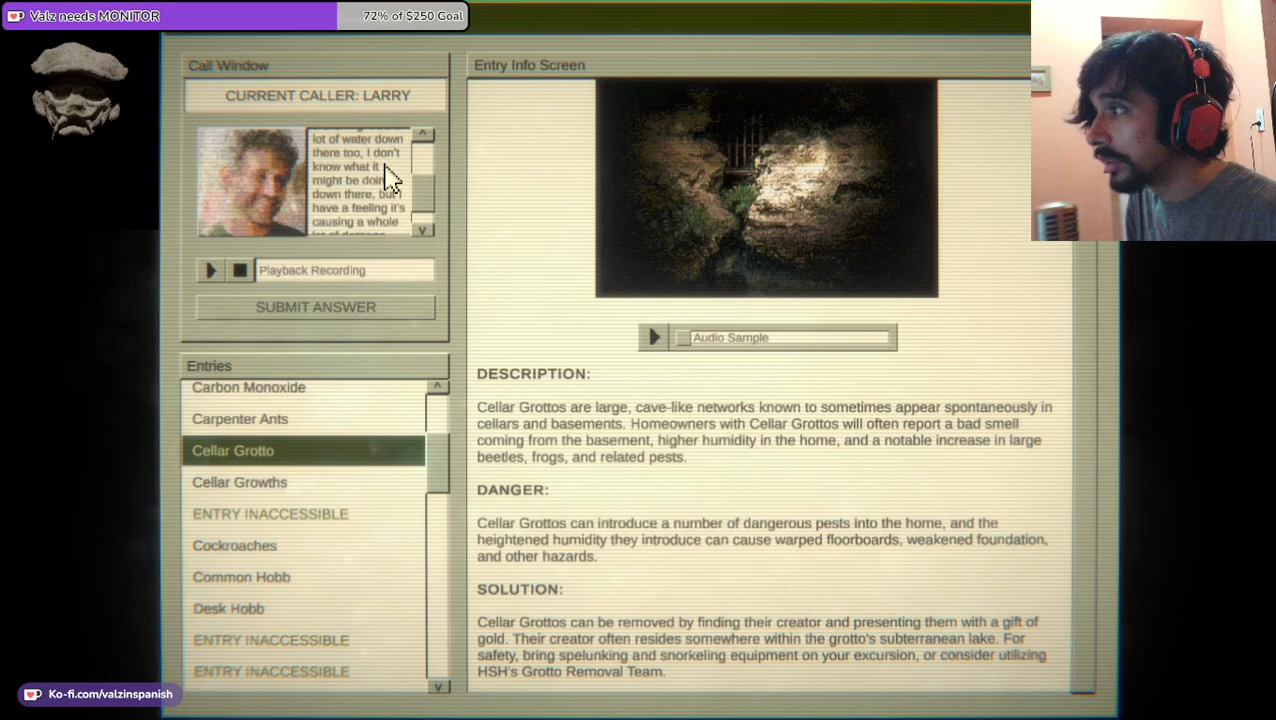 Valz needs MONITOR
72% of $250 Goal
Call Window
CURRENT CALLER: LARRY
lot of water down
there too, I don't
know what it
might be doin
down there, but I
have a feeling it's
causing a whole
Playback Recording
SUBMIT ANSWER
Entries
Carbon Monoxide
Carpenter Ants
Cellar Grotto
Cellar Growths
ENTRY INACCESSIBLE
Cockroaches
Common Hobb
Desk Hobb
ENTRY INACCESSIBLE
ENTRY INACCESSIBLE
Entry Info Screen
Audio Sample
DESCRIPTION:
Cellar Grottos are large, cave-like networks known to sometimes appear spontaneously in
cellars and basements. Homeowners with Cellar Grottos will often report a bad smell
coming from the basement, higher humidity in the home, and a notable increase in large
beetles, frogs, and related pests.
DANGER:
Cellar Grottos can introduce a number of dangerous pests into the home, and the
heightened humidity they introduce can cause warped floorboards, weakened foundation,
and other hazards.
SOLUTION:
Cellar Grottos can be removed by finding their creator and presenting them with a gift of
gold. Their creator often resides somewhere within the grotto's subterranean lake. For
safety, bring spelunking and snorkeling equipment on your excursion, or consider utilizing
HSH's Grotto Removal Team.
Ko-fi.com/valzinspanish